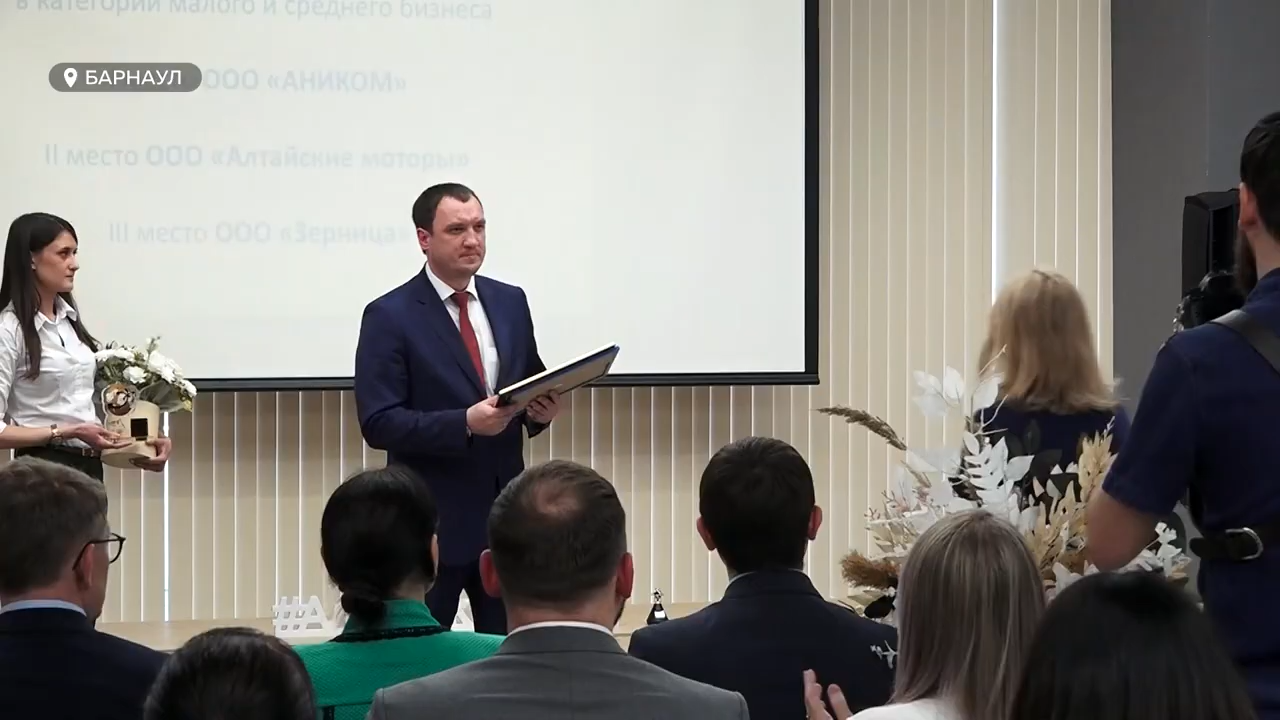 в категории малого и среднего бизнеса
БАРНАУЛ
ООО «АНИКОМ»
II место ООО «Алтайские моторы»
III место ООО «Зерница»
#А